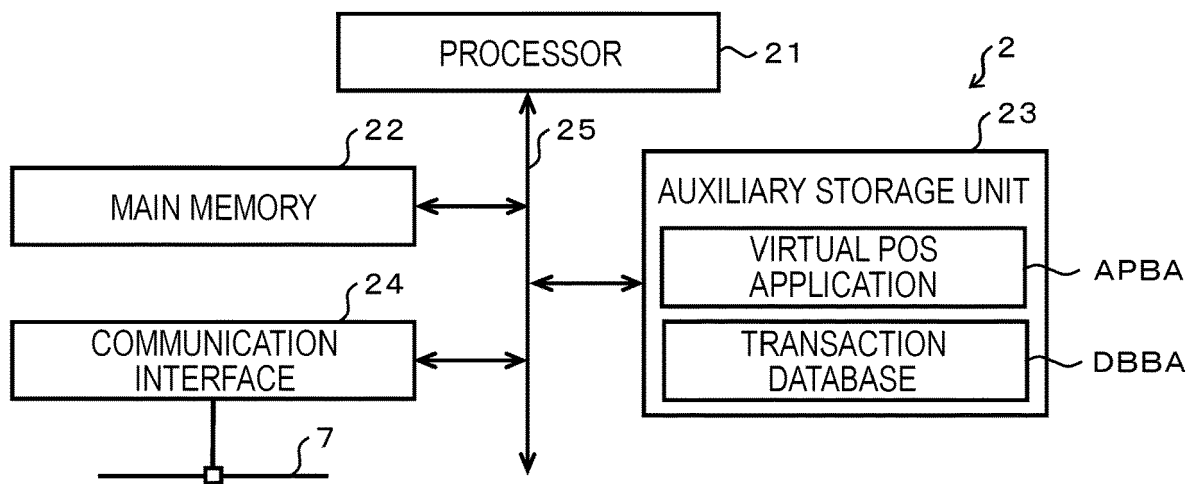 PROCESSOR
21
2
22
25
23
MAIN MEMORY
AUXILIARY STORAGE UNIT
VIRTUAL POS
APPLICATION
APBA
24
COMMUNICATION
INTERFACE
TRANSACTION
DATABASE
DBBA
7